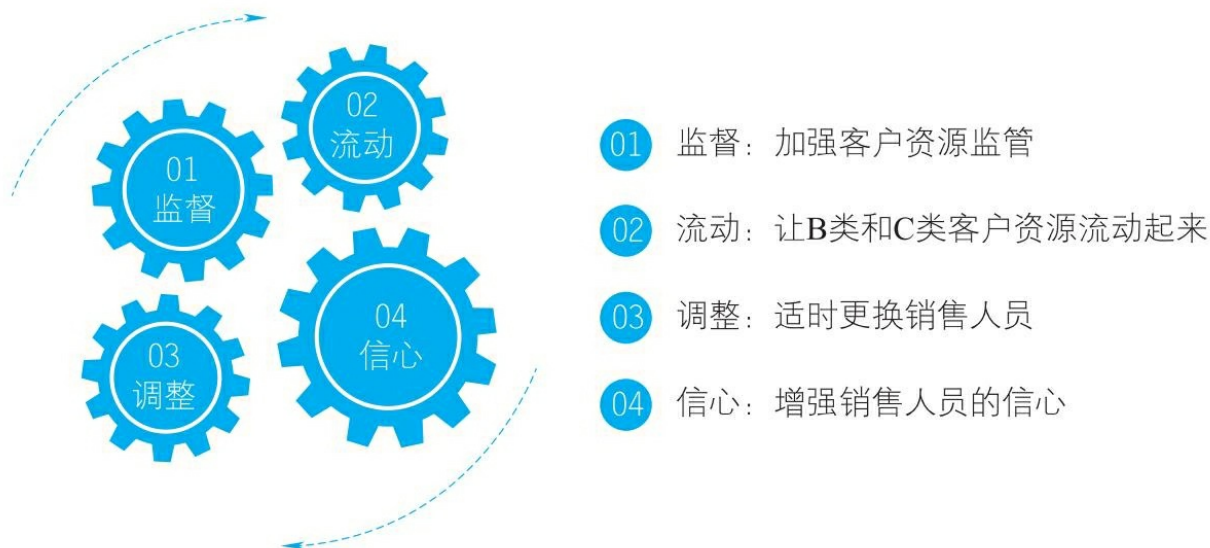 01
监督
02
流动
03
调整
04
信心
01 监督：加强客户资源监管
02 流动：让B类和C类客户资源流动起来
03 调整：适时更换销售人员
04 信心：增强销售人员的信心